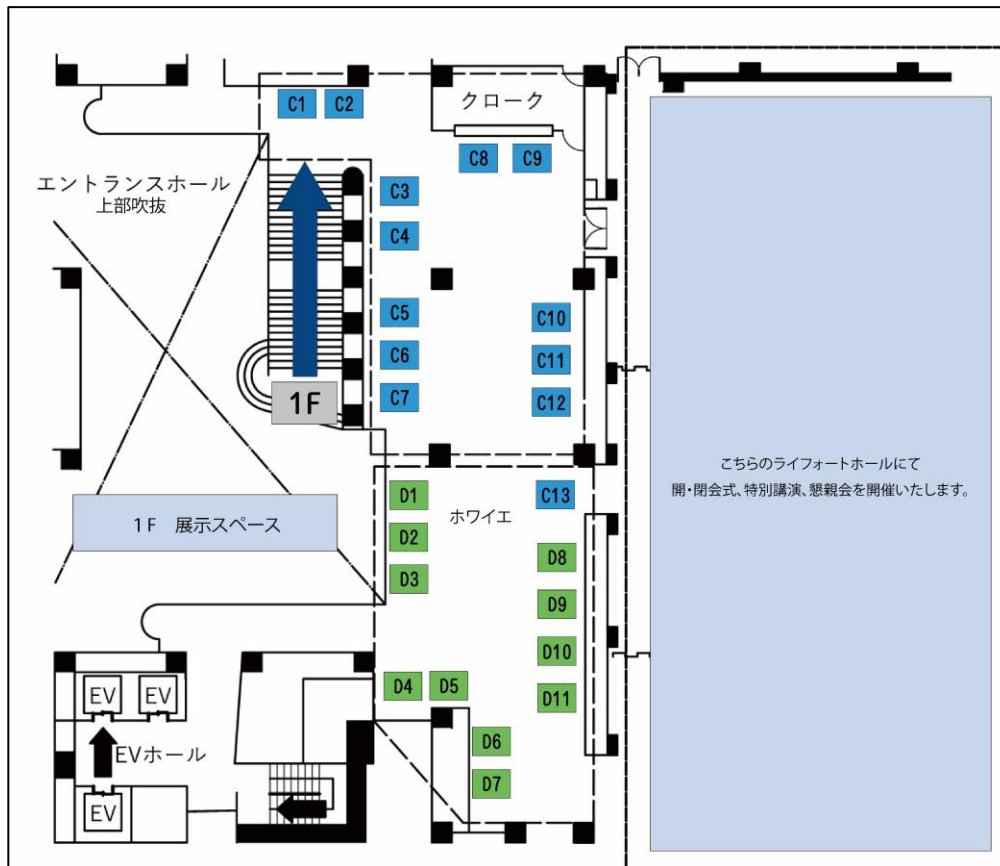 C1 C2
クローク
C8 C9
エントランスホール
上部吹抜
C3
C4
C5
C10
C6
C11
1F
C7
C12
こちらのライフォートホールにて
開・閉会式、特別講演、懇親会を開催いたします。
D1
C13
ホワイエ
1F 展示スペース
D2
D8
D3
D9
D10
EV EV
D4 D5
D11
D6
EVホール
D7
EV